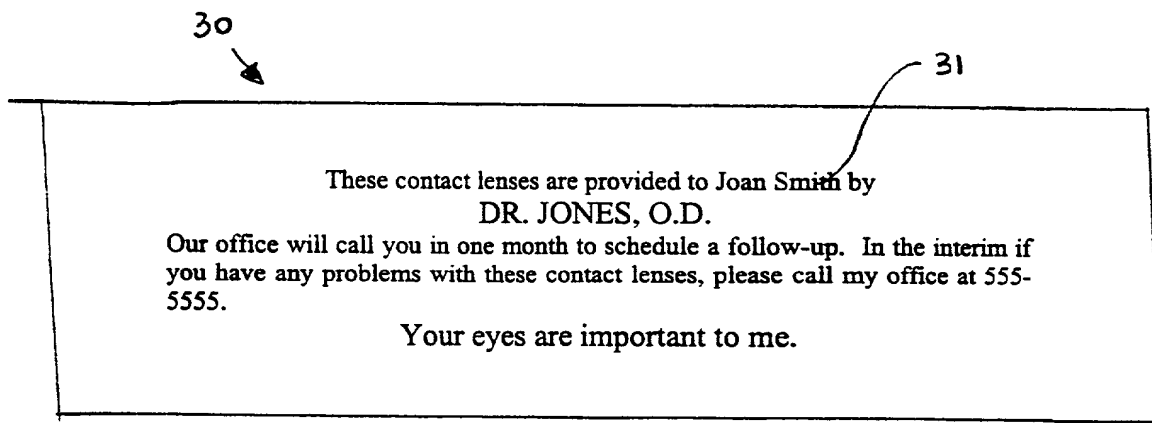 30
31
These contact lenses are provided to Joan Smith by
DR. JONES, O.D.
Our office will call you in one month to schedule a follow-up. In the interim if
you have any problems with these contact lenses, please call my office at 555-
5555.
Your eyes are important to me.